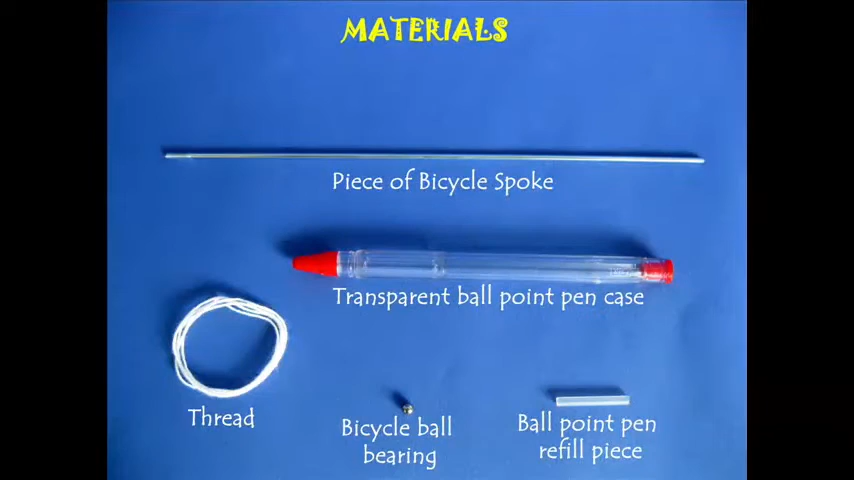 MATERIALS
Piece of Bicycle Spoke
Transparent ball point pen case
Thread
Bicycle ball
bearing
Ball point pen
refill piece